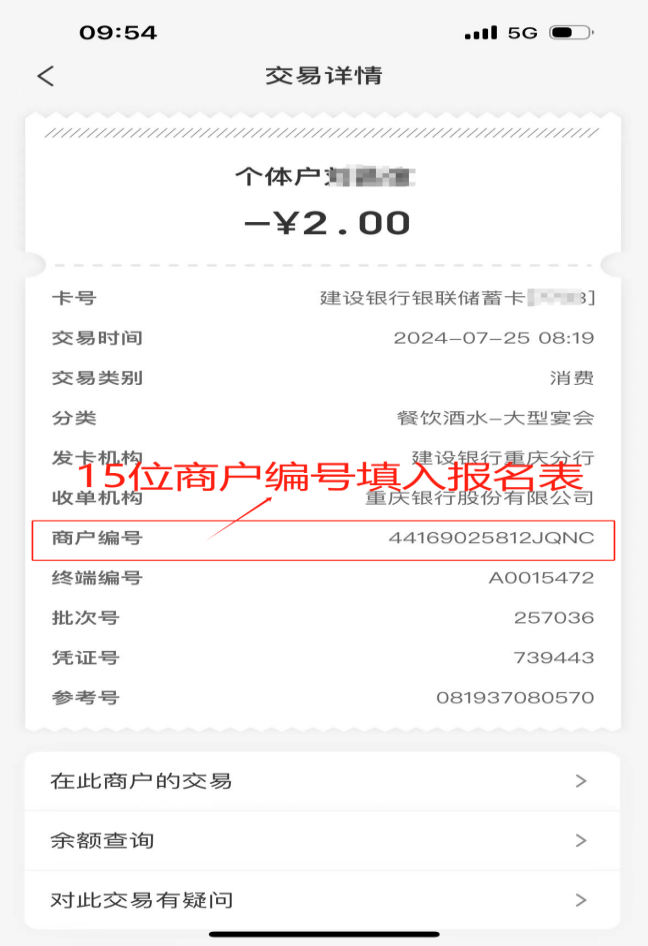 09:54 5G
交易详情
个体户
-¥2.00
卡号 建设银行银联储蓄卡[ ]
交易时间 2024-07-25 08:19
交易类别 消费
分类 餐饮酒水-大型宴会
发卡机构 建设银行重庆分行
15位商户编号填入报名表
收单机构 重庆银行股份有限公司
商户编号 44169025812JQNC
终端编号 A0015472
批次号 257036
凭证号 739443
参考号 081937080570
在此商户的交易 >
余额查询 >
对此交易有疑问 >